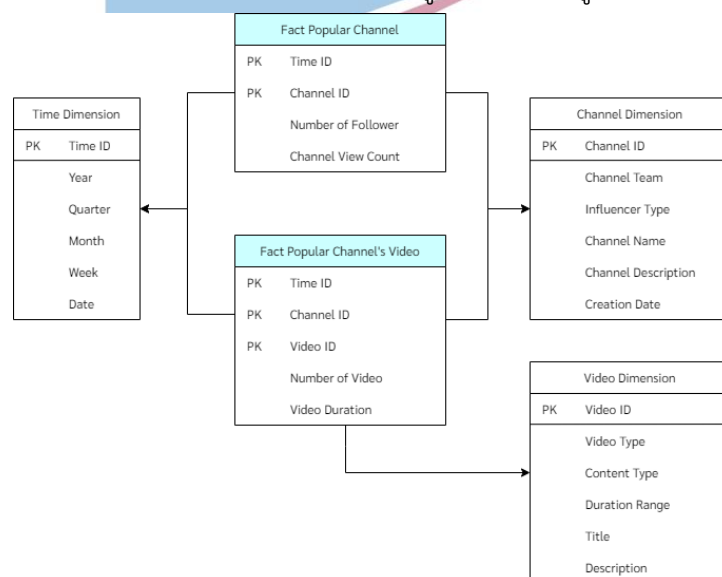 Fact Popular Channel
PK Time ID
PK Channel ID
Number of Follower
Channel View Count
Time Dimension
PK Time ID
Year
Quarter
Month
Week
Date
Channel Dimension
PK Channel ID
Channel Team
Influencer Type
Channel Name
Channel Description
Creation Date
Fact Popular Channel's Video
PK Time ID
PK Channel ID
PK Video ID
Number of Video
Video Duration
Video Dimension
PK Video ID
Video Type
Content Type
Duration Range
Title
Description